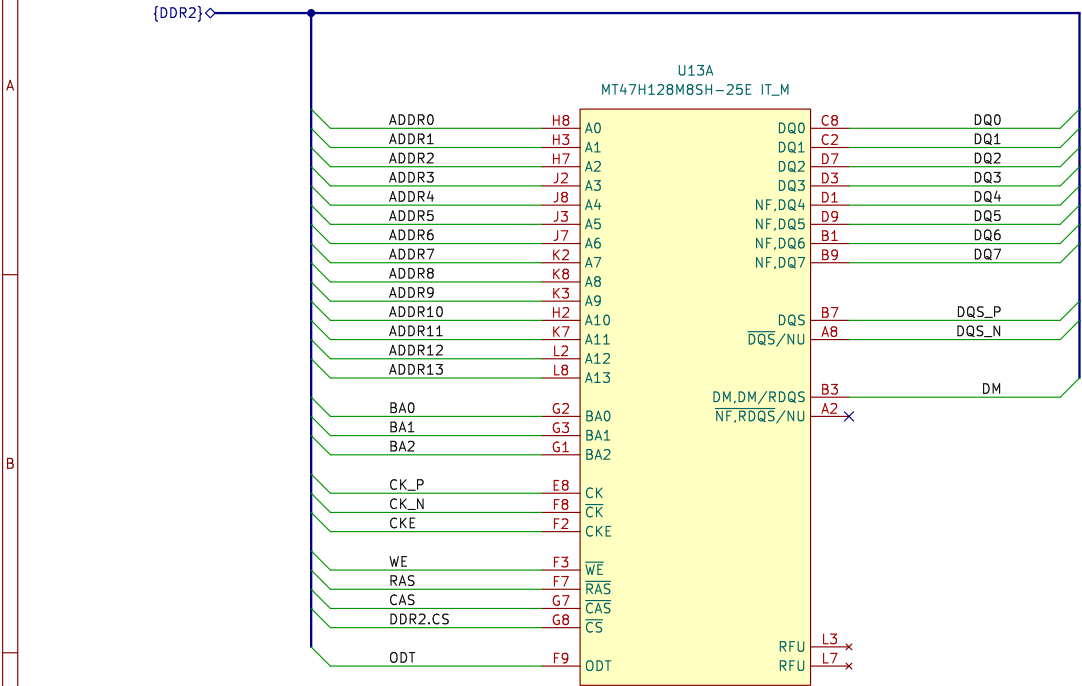 {DDR2}
A
U13A
MT47H128M8SH-25E IT_M
ADDR0 H8 A0 DQ0 C8 DQ0
ADDR1 H3 A1 DQ1 C2 DQ1
ADDR2 H7 A2 DQ2 D7 DQ2
ADDR3 J2 A3 DQ3 D3 DQ3
ADDR4 J8 A4 NF,DQ4 D1 DQ4
ADDR5 J3 A5 NF,DQ5 D9 DQ5
ADDR6 J7 A6 NF,DQ6 B1 DQ6
ADDR7 K2 A7 NF,DQ7 B9 DQ7
ADDR8 K8 A8
ADDR9 K3 A9
ADDR10 H2 A10 DQS B7 DQS_P
ADDR11 K7 A11 DQS/NU A8 DQS_N
ADDR12 L2 A12
ADDR13 L8 A13
DM,DM/RDQS B3 DM
BA0 G2 BA0 NF,RDQS/NU A2
BA1 G3 BA1
BA2 G1 BA2
B
CK_P E8 CK
CK_N F8 CK
CKE F2 CKE
WE F3 WE
RAS F7 RAS
CAS G7 CAS
DDR2.CS G8 CS
RFU L3
ODT F9 ODT RFU L7